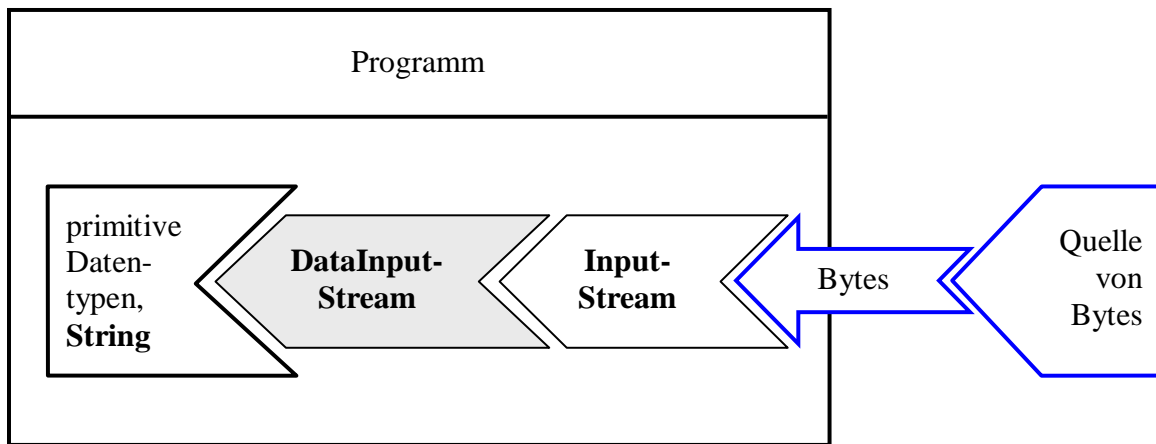 Programm
primitive
Daten-
typen,
String
DataInput-
Stream
Input-
Stream
Bytes
Quelle
von
Bytes